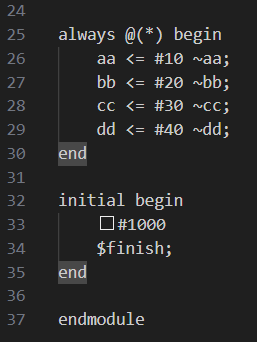 24
25 always @(*) begin
26     aa <= #10 ~aa;
27     bb <= #20 ~bb;
28     cc <= #30 ~cc;
29     dd <= #40 ~dd;
30 end
31
32 initial begin
33     □#1000
34     $finish;
35 end
36
37 endmodule